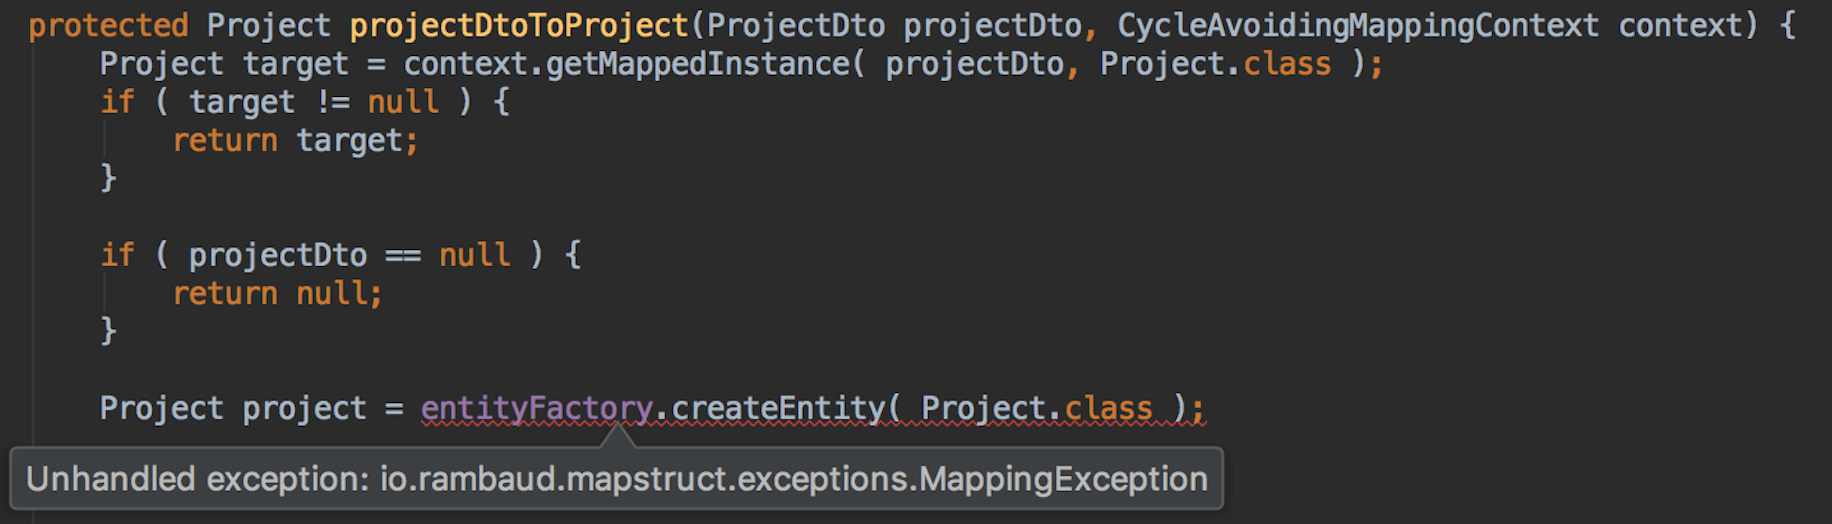 protected Project projectDtoToProject(ProjectDto projectDto, CycleAvoidingMappingContext context) {
    Project target = context.getMappedInstance( projectDto, Project.class );
    if ( target != null ) {
        return target;
    }
    if ( projectDto == null ) {
        return null;
    }
    Project project = entityFactory.createEntity( Project.class );
Unhandled exception: io.rambaud.mapstruct.exceptions.MappingException